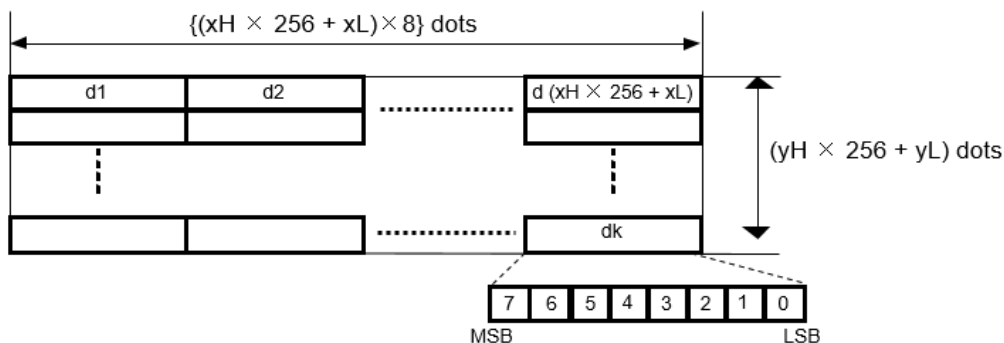 {(xH × 256 + xL) × 8} dots
d1 d2 d (xH × 256 + xL)
(yH × 256 + yL) dots
dk
7 6 5 4 3 2 1 0
MSB LSB